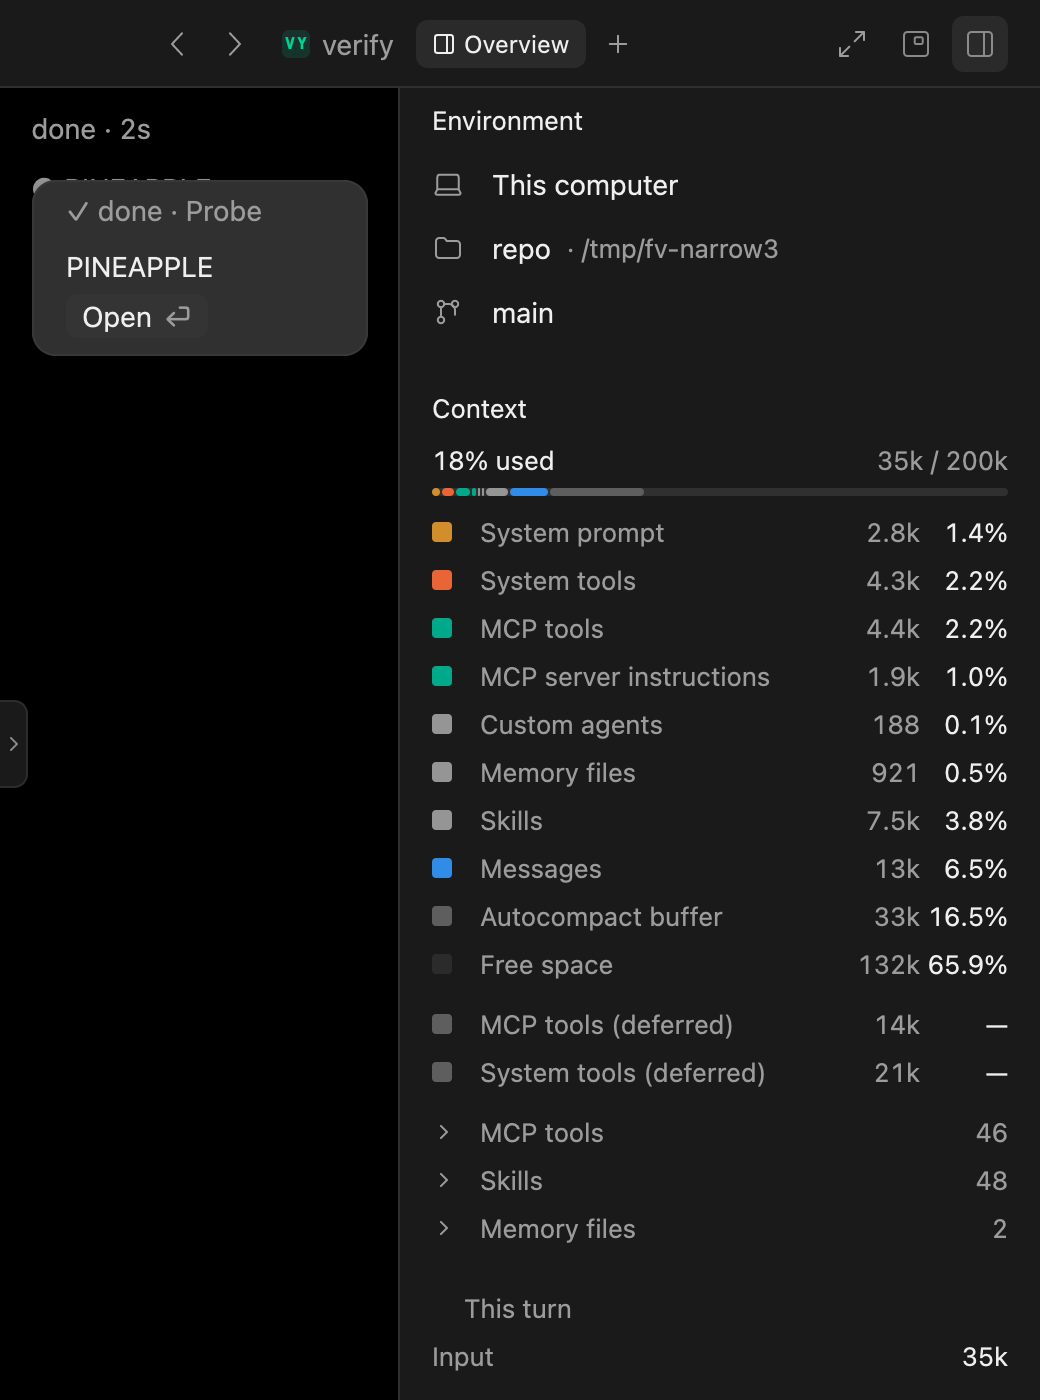 VY verify Overview
done · 2s
PINEAPPLE
✓ done · Probe
PINEAPPLE
Open
Environment
This computer
repo · /tmp/fv-narrow3
main
Context
18% used 35k / 200k
System prompt 2.8k 1.4%
System tools 4.3k 2.2%
MCP tools 4.4k 2.2%
MCP server instructions 1.9k 1.0%
Custom agents 188 0.1%
Memory files 921 0.5%
Skills 7.5k 3.8%
Messages 13k 6.5%
Autocompact buffer 33k 16.5%
Free space 132k 65.9%
MCP tools (deferred) 14k —
System tools (deferred) 21k —
MCP tools 46
Skills 48
Memory files 2
This turn
Input 35k